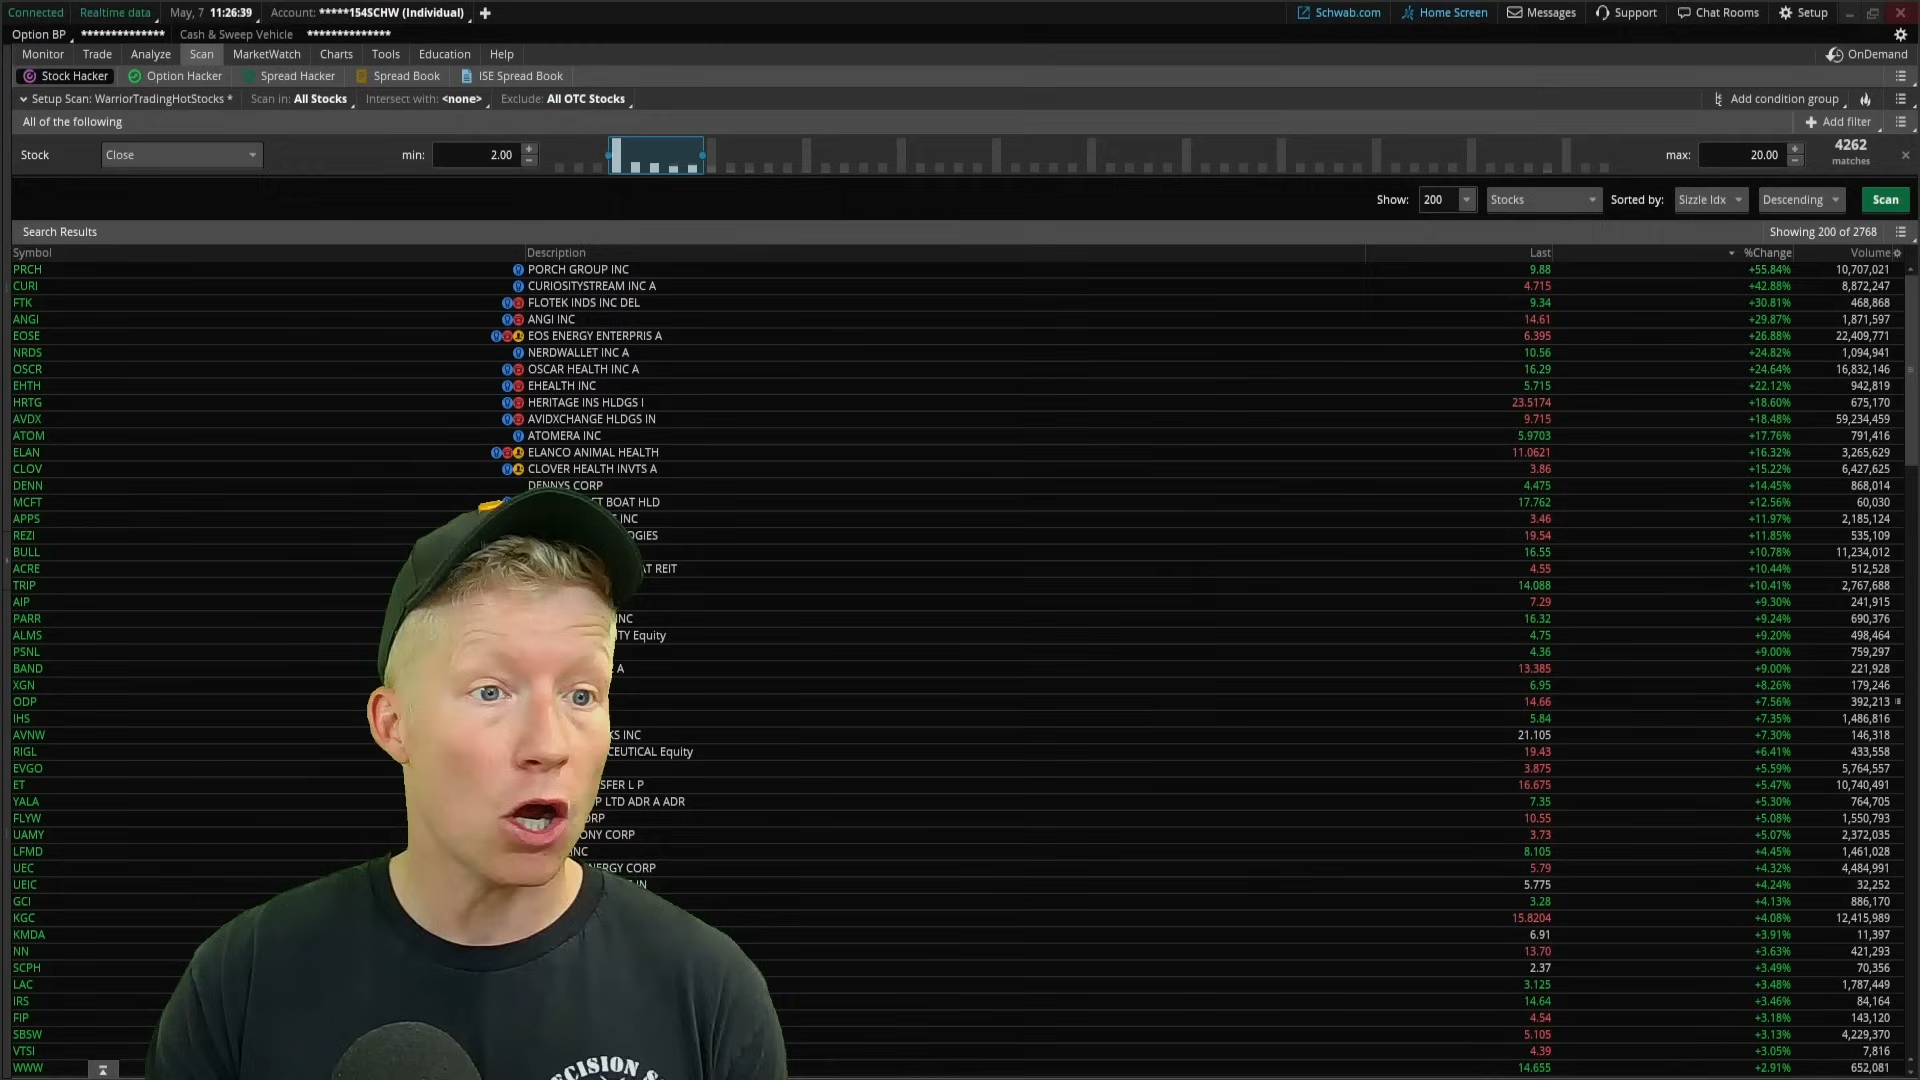 Connected Realtime data May, 7 11:26:39 Account: *****154SCHW (Individual) Schwab.com Home Screen Messages Support Chat Rooms Setup
Option BP ************** Cash & Sweep Vehicle **************
Monitor Trade Analyze Scan MarketWatch Charts Tools Education Help OnDemand
Stock Hacker Option Hacker Spread Hacker Spread Book ISE Spread Book
Setup Scan: WarriorTradingHotStocks * Scan in: All Stocks Intersect with: <none> Exclude: All OTC Stocks Add condition group
All of the following Add filter
Stock Close min: 2.00 max: 20.00 4262
matches
Show: 200 Stocks Sorted by: Sizzle Idx Descending Scan
Search Results Showing 200 of 2768
Symbol Description Last %Change Volume
PRCH PORCH GROUP INC 9.88 +55.84% 10,707,021
CURI CURIOSITYSTREAM INC A 4.715 +42.88% 8,872,247
FTK FLOTEK INDS INC DEL 9.34 +30.81% 468,868
ANGI ANGI INC 14.61 +29.87% 1,871,597
EOSE EOS ENERGY ENTERPRIS A 6.395 +26.88% 22,409,771
NRDS NERDWALLET INC A 10.56 +24.82% 1,094,941
OSCR OSCAR HEALTH INC A 16.29 +24.64% 16,832,146
EHTH EHEALTH INC 5.715 +22.12% 942,819
HRTG HERITAGE INS HLDGS I 23.5174 +18.60% 675,170
AVDX AVIDXCHANGE HLDGS IN 9.715 +18.48% 59,234,459
ATOM ATOMERA INC 5.9703 +17.76% 791,416
ELAN ELANCO ANIMAL HEALTH 11.0621 +16.32% 3,265,629
CLOV CLOVER HEALTH INVTS A 3.86 +15.22% 6,427,625
DENN DENNYS CORP 4.475 +14.45% 868,014
MCFT BOAT HLD 17.762 +12.56% 60,030
APPS INC 3.46 +11.97% 2,185,124
REZI OGIES 19.54 +11.85% 535,109
BULL 16.55 +10.78% 11,234,012
ACRE AT REIT 4.55 +10.44% 512,528
TRIP 14.088 +10.41% 2,767,688
AIP 7.29 +9.30% 241,915
PARR INC 16.32 +9.24% 690,376
ALMS ITY Equity 4.75 +9.20% 498,464
PSNL 4.36 +9.00% 759,297
BAND A 13.385 +9.00% 221,928
XGN 6.95 +8.26% 179,246
ODP 14.66 +7.56% 392,213
IHS 5.84 +7.35% 1,486,816
AVNW KS INC 21.105 +7.30% 146,318
RIGL CEUTICAL Equity 19.43 +6.41% 433,558
EVGO 3.875 +5.59% 5,764,557
ET SFER L P 16.675 +5.47% 10,740,491
YALA P LTD ADR A ADR 7.35 +5.30% 764,705
FLYW ORP 10.55 +5.08% 1,550,793
UAMY ONY CORP 3.73 +5.07% 2,372,035
LFMD INC 8.105 +4.45% 1,461,028
UEC NERGY CORP 5.79 +4.32% 4,484,991
UEIC IN 5.775 +4.24% 32,252
GCI 3.28 +4.13% 886,170
KGC 15.8204 +4.08% 12,415,989
KMDA 6.91 +3.91% 11,397
NN 13.70 +3.63% 421,293
SCPH 2.37 +3.49% 70,356
LAC 3.125 +3.48% 1,787,449
IRS 14.64 +3.46% 84,164
FIP 4.54 +3.18% 143,120
SBSW 5.105 +3.13% 4,229,370
VTSI 4.39 +3.05% 7,816
WWW 14.655 +2.91% 652,081
CISION S